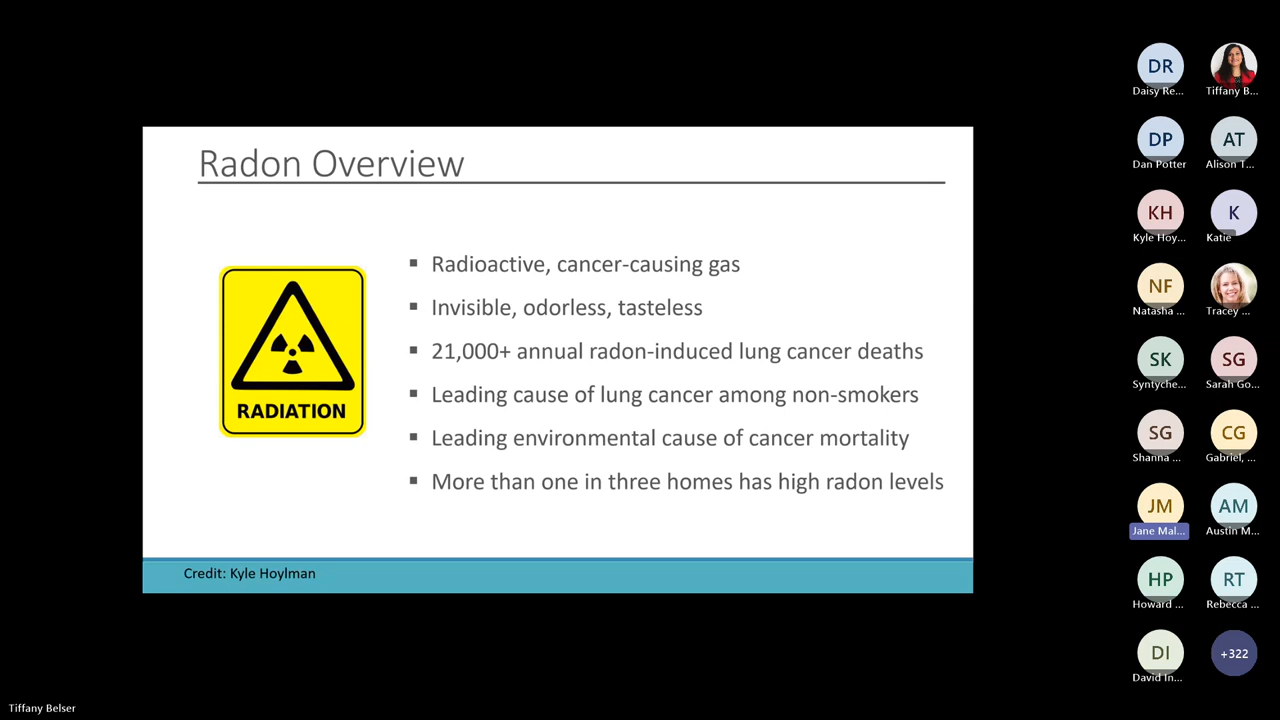 Radon Overview
RADIATION
Radioactive, cancer-causing gas
Invisible, odorless, tasteless
21,000+ annual radon-induced lung cancer deaths
Leading cause of lung cancer among non-smokers
Leading environmental cause of cancer mortality
More than one in three homes has high radon levels
Credit: Kyle Hoylman
DR
Daisy Re...
Tiffany B...
DP
Dan Potter
AT
Alison T...
KH
Kyle Hoy...
K
Katie
NF
Natasha ...
Tracey ...
SK
Syntyche...
SG
Sarah Go...
SG
Shanna ...
CG
Gabriel, ...
JM
Jane Mal...
AM
Austin M...
HP
Howard ...
RT
Rebecca ...
DI
David In...
+322
Tiffany Belser